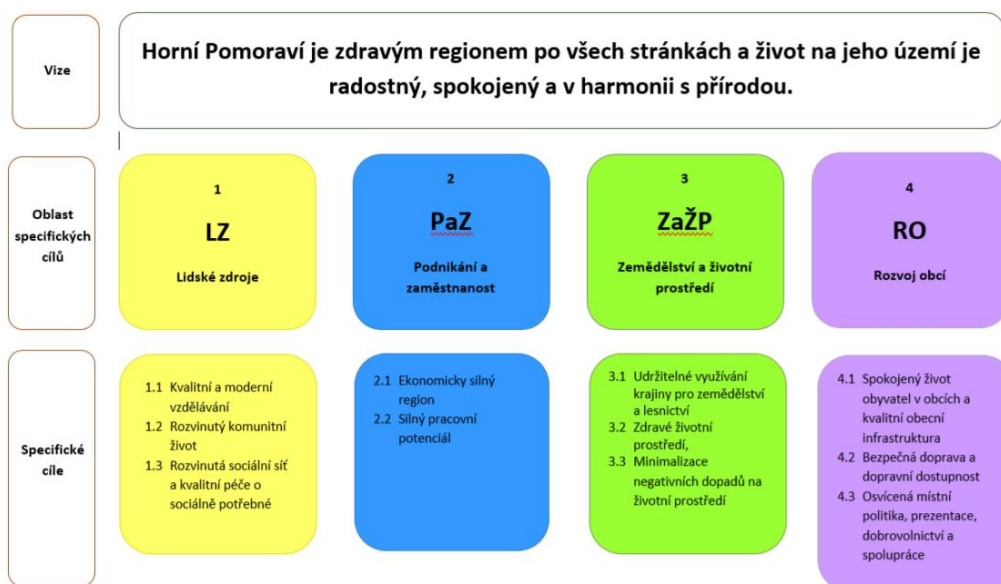 Vize
Horní Pomoraví je zdravým regionem po všech stránkách a život na jeho území je
radostný, spokojený a v harmonii s přírodou.
Oblast
specifických
cílů
1
LZ
Lidské zdroje
2
PaZ
Podnikání a
zaměstnanost
3
ZaŽP
Zemědělství a životní
prostředí
4
RO
Rozvoj obcí
Specifické
cíle
1.1 Kvalitní a moderní
vzdělávání
1.2 Rozvinutý komunitní
život
1.3 Rozvinutá sociální síť
a kvalitní péče o
sociálně potřebné
2.1 Ekonomicky silný
region
2.2 Silný pracovní
potenciál
3.1 Udržitelné využívání
krajiny pro zemědělství
a lesnictví
3.2 Zdravé životní
prostředí,
3.3 Minimalizace
negativních dopadů na
životní prostředí
4.1 Spokojený život
obyvatel v obcích a
kvalitní obecní
infrastruktura
4.2 Bezpečná doprava a
dopravní dostupnost
4.3 Osvícená místní
politika, prezentace,
dobrovolnictví a
spolupráce